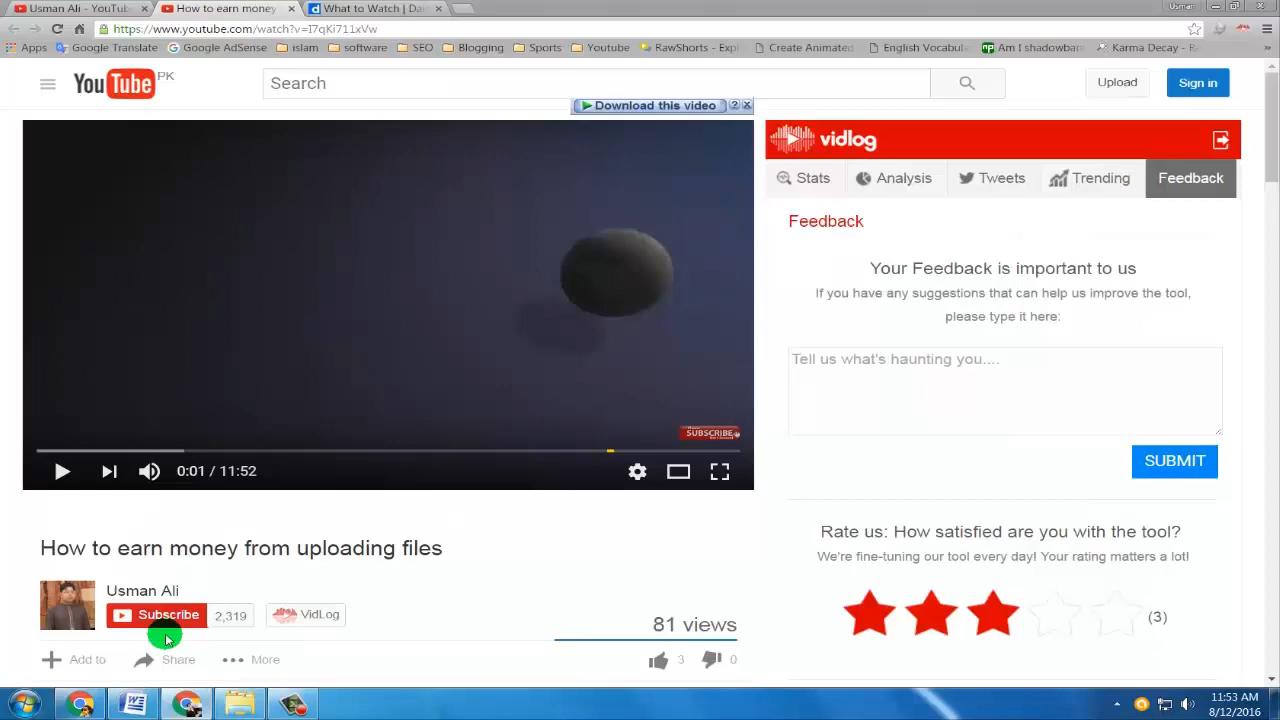 Usman Ali - YouTube
How to earn money
What to Watch | Dai
Usman
https://www.youtube.com/watch?v=I7qKi711xVw
Apps
Google Translate
Google AdSense
islam
software
SEO
Blogging
Sports
Youtube
RawShorts - Expl
Create Animated
English Vocabula
Am I shadowban
Karma Decay - Re
YouTube PK
Search
Upload
Sign in
Download this video ?
vidlog
Stats
Analysis
Tweets
Trending
Feedback
Feedback
Your Feedback is important to us
If you have any suggestions that can help us improve the tool,
please type it here:
Tell us what's haunting you....
SUBMIT
SUBSCRIBE
0:01 / 11:52
How to earn money from uploading files
Usman Ali
Subscribe 2,319
VidLog
81 views
Add to
Share
More
3
0
Rate us: How satisfied are you with the tool?
We're fine-tuning our tool every day! Your rating matters a lot!
(3)
11:53 AM
8/12/2016